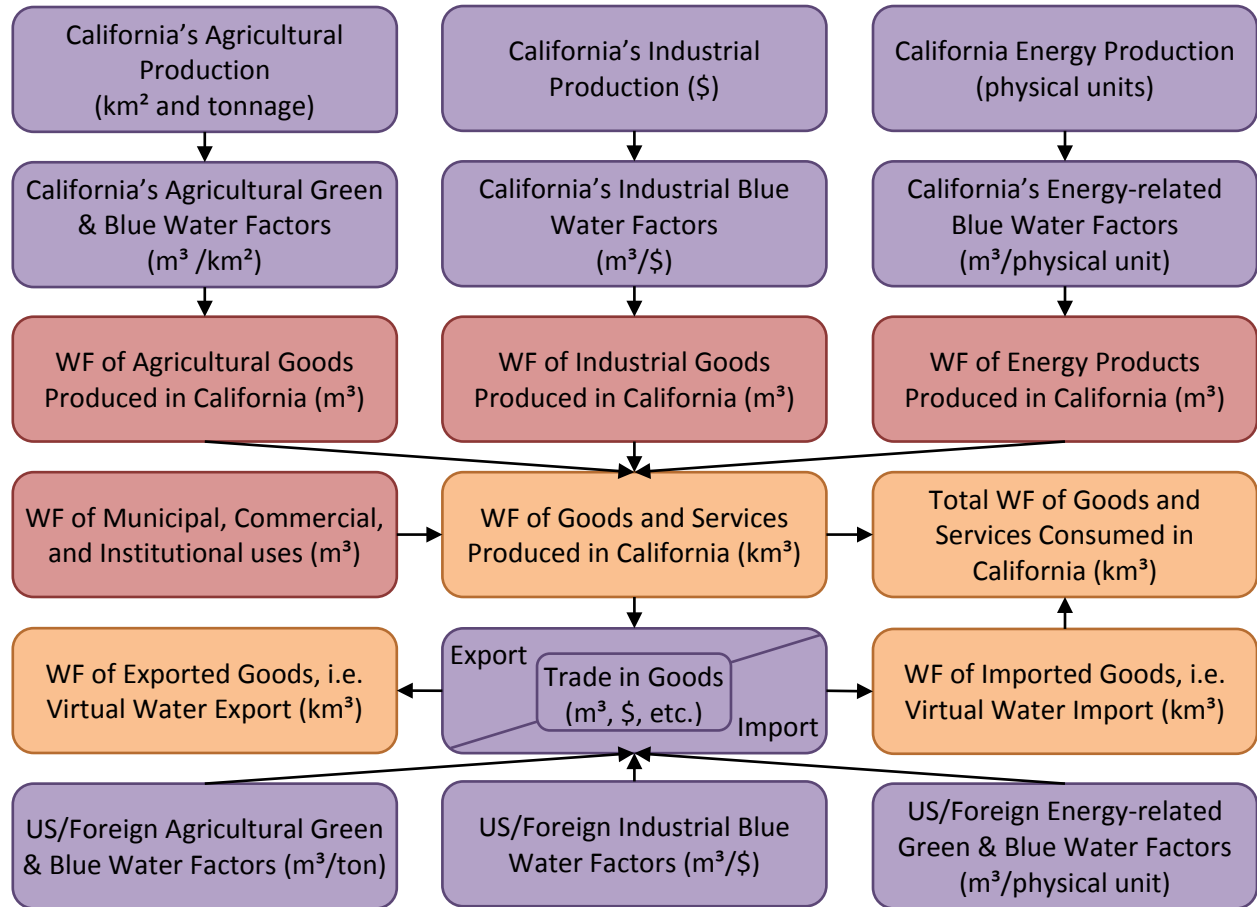 California’s Agricultural
Production
(km² and tonnage)
California’s Industrial
Production ($)
California Energy Production
(physical units)
California’s Agricultural Green
& Blue Water Factors
(m³ /km²)
California’s Industrial Blue
Water Factors
(m³/$)
California’s Energy-related
Blue Water Factors
(m³/physical unit)
WF of Agricultural Goods
Produced in California (m³)
WF of Industrial Goods
Produced in California (m³)
WF of Energy Products
Produced in California (m³)
WF of Municipal, Commercial,
and Institutional uses (m³)
WF of Goods and Services
Produced in California (km³)
Total WF of Goods and
Services Consumed in
California (km³)
WF of Exported Goods, i.e.
Virtual Water Export (km³)
Export
Trade in Goods
(m³, $, etc.)
Import
WF of Imported Goods, i.e.
Virtual Water Import (km³)
US/Foreign Agricultural Green
& Blue Water Factors (m³/ton)
US/Foreign Industrial Blue
Water Factors (m³/$)
US/Foreign Energy-related
Green & Blue Water Factors
(m³/physical unit)